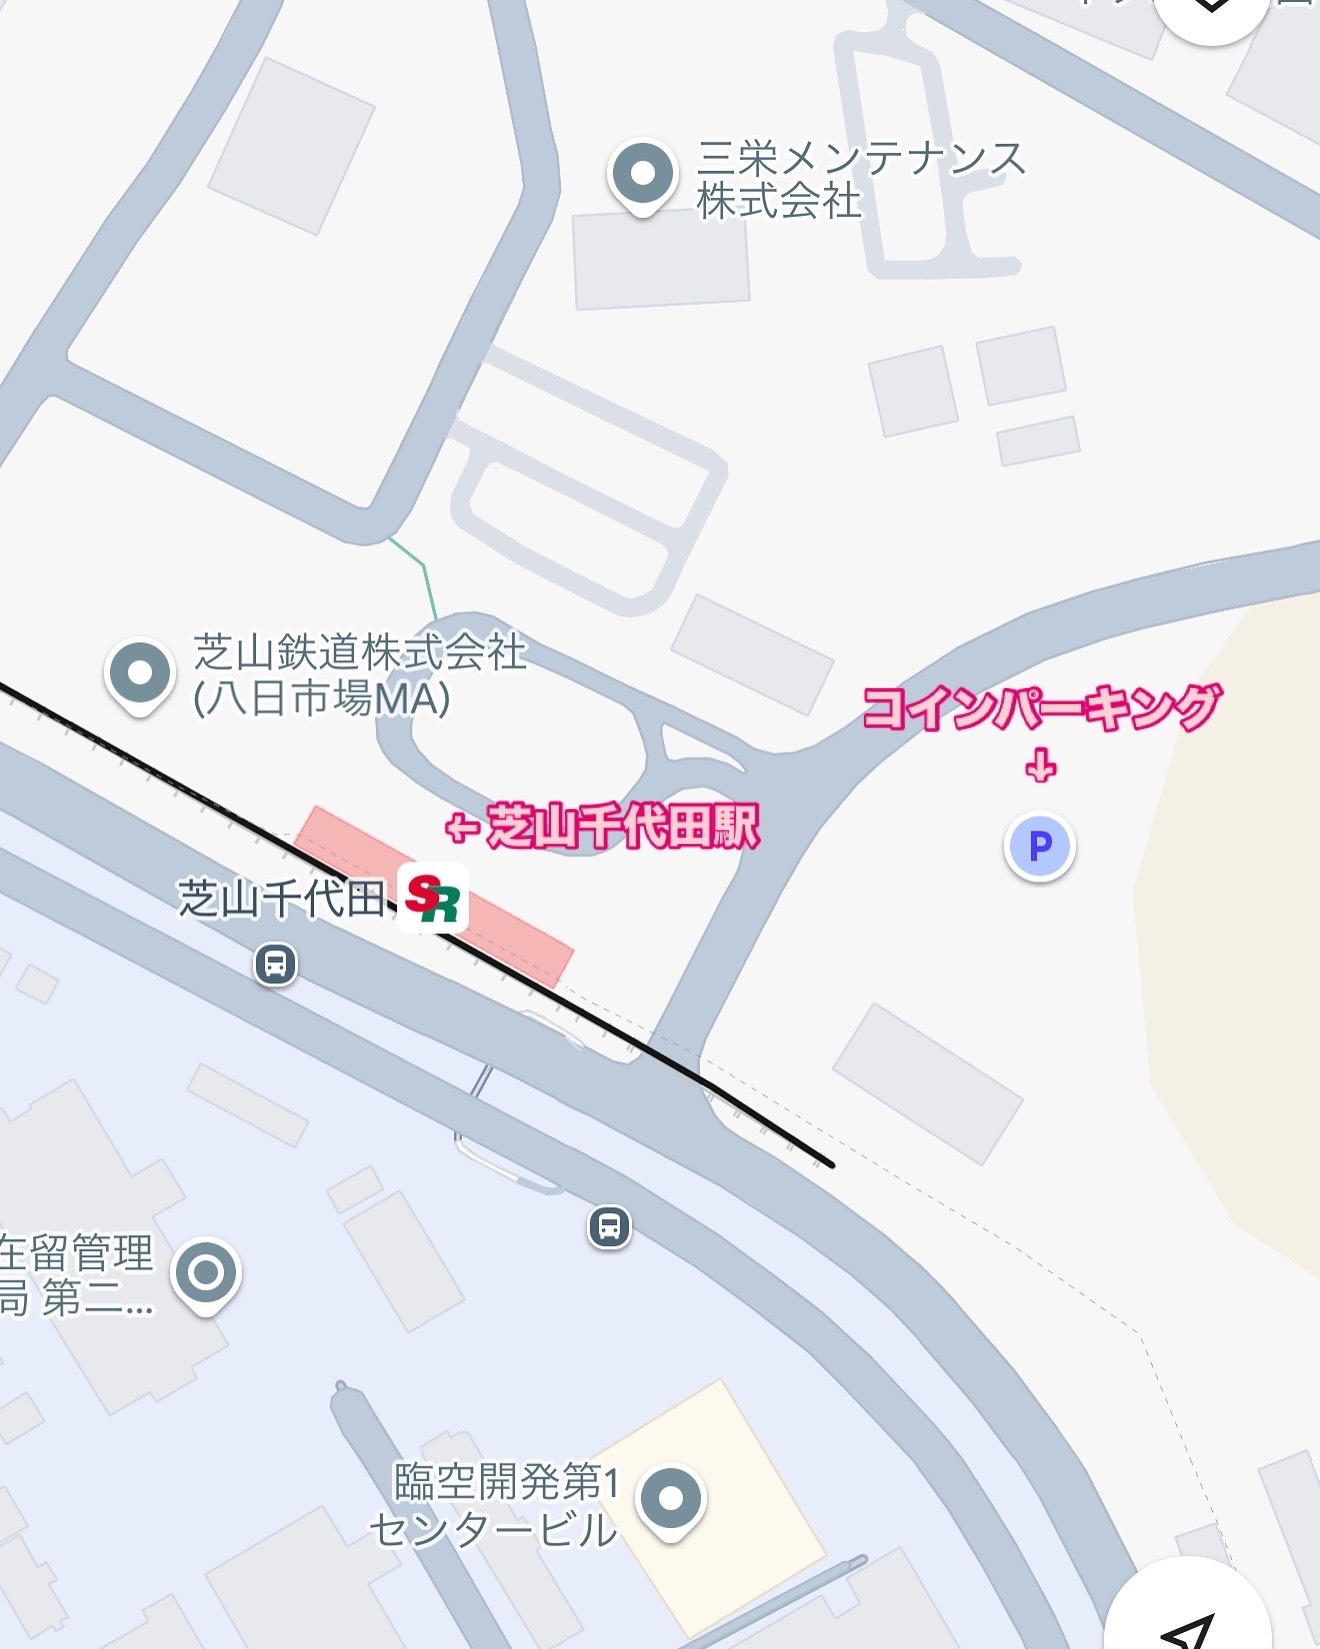 三栄メンテナンス
株式会社
芝山鉄道株式会社
(八日市場MA)
コインパーキング
↓
P
←芝山千代田駅
芝山千代田
SR
在留管理
局 第二...
臨空開発第1
センタービル